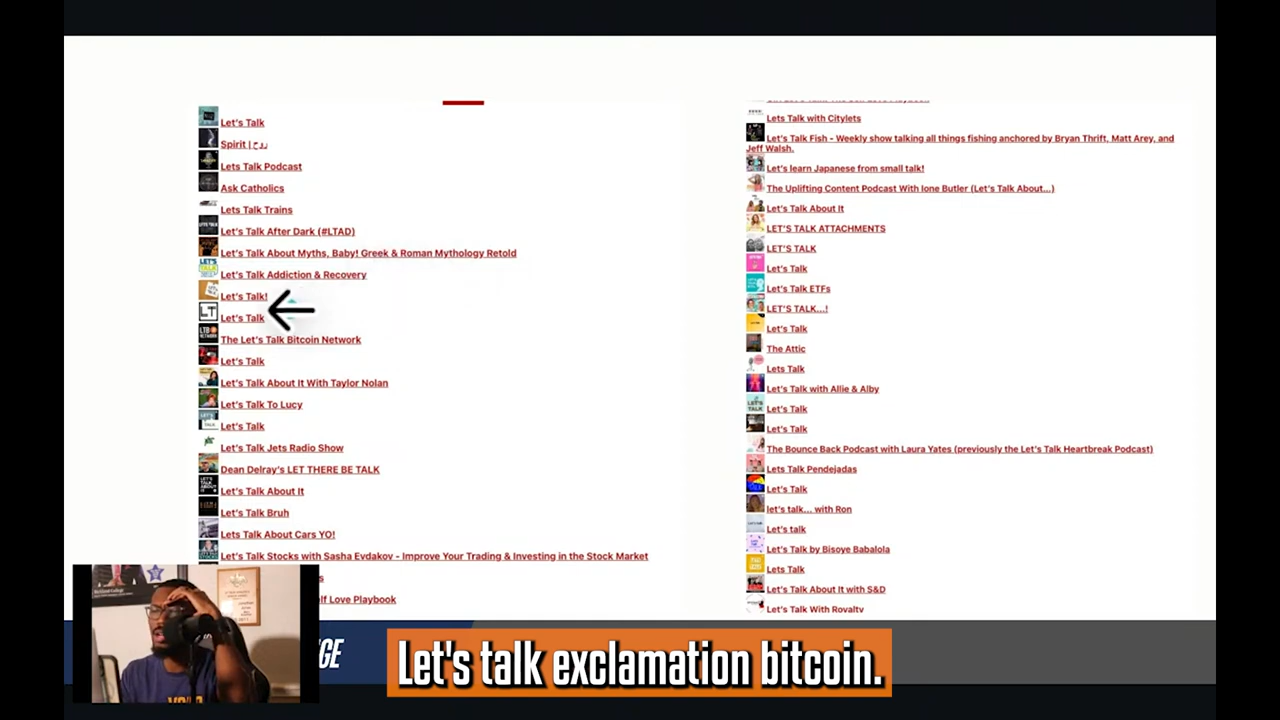 Let's Talk
Spirit | روح
Lets Talk Podcast
Ask Catholics
Lets Talk Trains
Let's Talk After Dark (#LTAD)
Let's Talk About Myths, Baby! Greek & Roman Mythology Retold
Let's Talk Addiction & Recovery
Let's Talk!
Let's Talk
The Let's Talk Bitcoin Network
Let's Talk
Let's Talk About It With Taylor Nolan
Let's Talk To Lucy
Let's Talk
Let's Talk Jets Radio Show
Dean Delray's LET THERE BE TALK
Let's Talk About It
Let's Talk Bruh
Lets Talk About Cars YO!
Let's Talk Stocks with Sasha Evdakov - Improve Your Trading & Investing in the Stock Market
elf Love Playbook
Lets Talk with Citylets
Let's Talk Fish - Weekly show talking all things fishing anchored by Bryan Thrift, Matt Arey, and
Jeff Walsh.
Let's learn Japanese from small talk!
The Uplifting Content Podcast With Ione Butler (Let's Talk About...)
Let's Talk About It
LET'S TALK ATTACHMENTS
LET'S TALK
Let's Talk
Let's Talk ETFs
LET'S TALK...!
Let's Talk
The Attic
Lets Talk
Let's Talk with Allie & Alby
Let's Talk
Let's Talk
The Bounce Back Podcast with Laura Yates (previously the Let's Talk Heartbreak Podcast)
Lets Talk Pendejadas
Let's Talk
let's talk... with Ron
Let's talk
Let's Talk by Bisoye Babalola
Lets Talk
Let's Talk About It with S&D
Let's Talk With Royalty
Let's talk exclamation bitcoin.